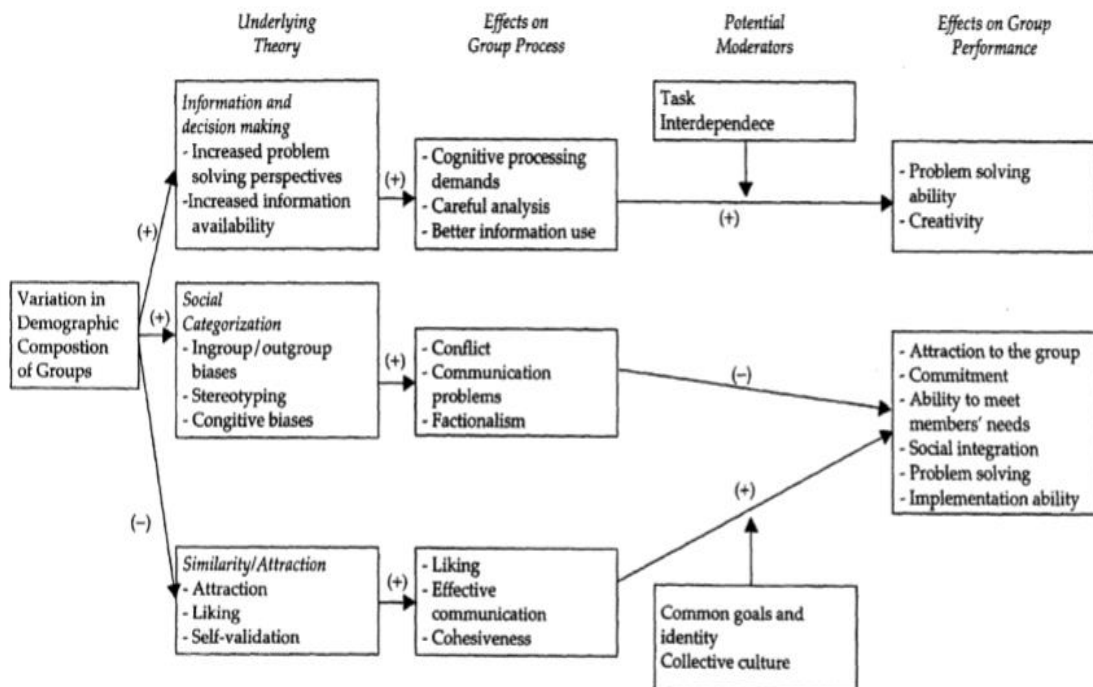 Underlying
Theory
Effects on
Group Process
Potential
Moderators
Effects on Group
Performance
Information and
decision making
- Increased problem
solving perspectives
-Increased information
availability
(+)
- Cognitive processing
demands
- Careful analysis
- Better information use
Task
Interdependece
(+)
- Problem solving
ability
- Creativity
(+)
Variation in
Demographic
Compostion
of Groups
(+)
Social
Categorization
- Ingroup/outgroup
biases
- Stereotyping
- Congitive biases
(+)
- Conflict
- Communication
problems
- Factionalism
(−)
- Attraction to the group
- Commitment
- Ability to meet
members' needs
- Social integration
- Problem solving
- Implementation ability
(−)
Similarity/Attraction
- Attraction
- Liking
- Self-validation
(+)
- Liking
- Effective
communication
- Cohesiveness
(+)
Common goals and
identity
Collective culture